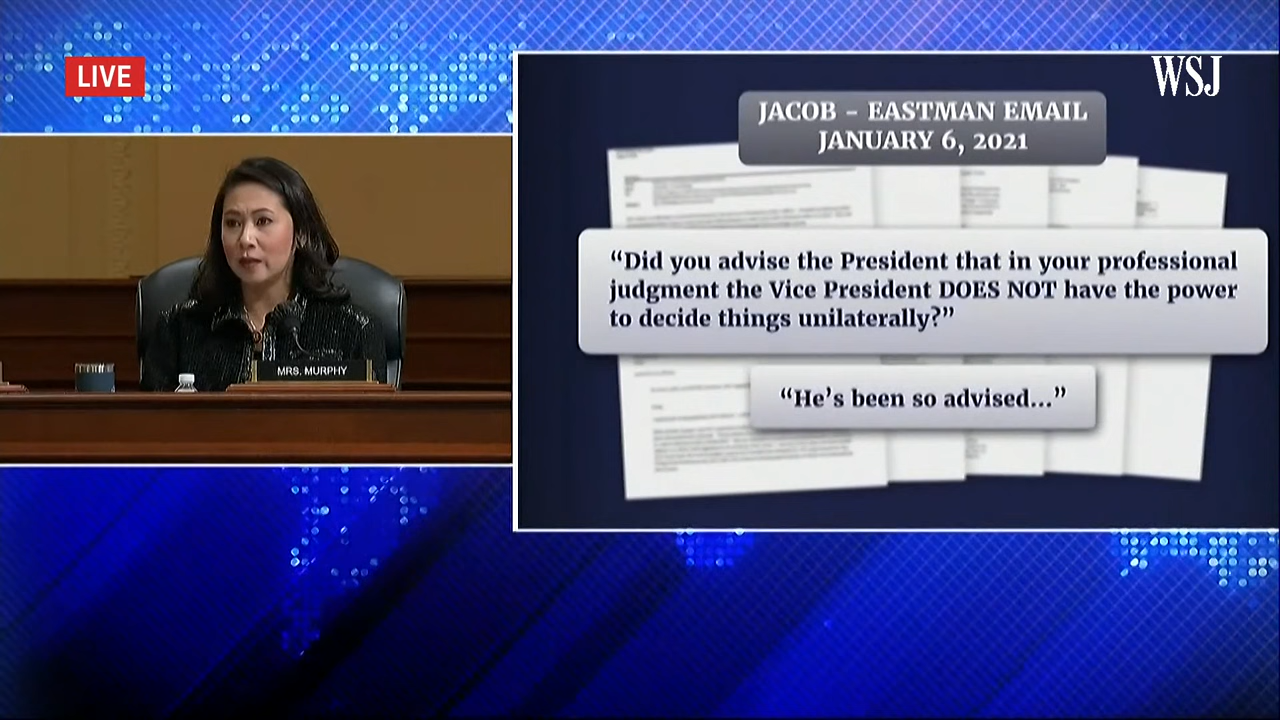 LIVE
WSJ
JACOB – EASTMAN EMAIL
JANUARY 6, 2021
“Did you advise the President that in your professional
judgment the Vice President DOES NOT have the power
to decide things unilaterally?”
“He’s been so advised...”
MRS. MURPHY